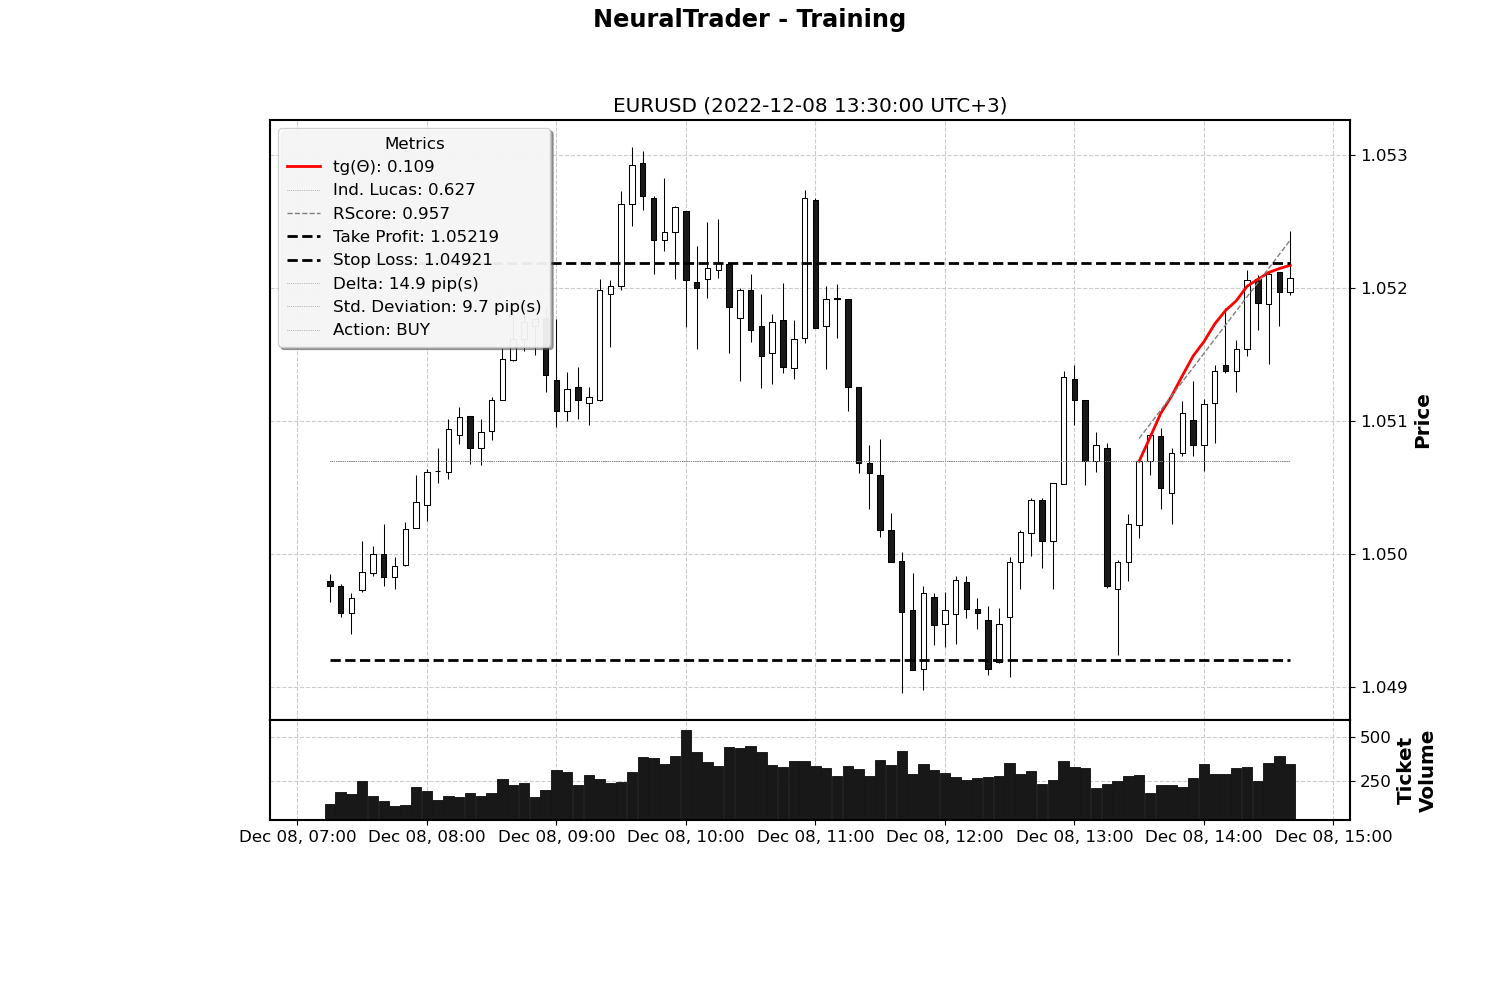 NeuralTrader - Training
EURUSD (2022-12-08 13:30:00 UTC+3)
Metrics
tg(Θ): 0.109
Ind. Lucas: 0.627
RScore: 0.957
Take Profit: 1.05219
Stop Loss: 1.04921
Delta: 14.9 pip(s)
Std. Deviation: 9.7 pip(s)
Action: BUY
1.053
1.052
1.051
1.050
1.049
Price
500
250
Ticket
Volume
Dec 08, 07:00 Dec 08, 08:00 Dec 08, 09:00 Dec 08, 10:00 Dec 08, 11:00 Dec 08, 12:00 Dec 08, 13:00 Dec 08, 14:00 Dec 08, 15:00